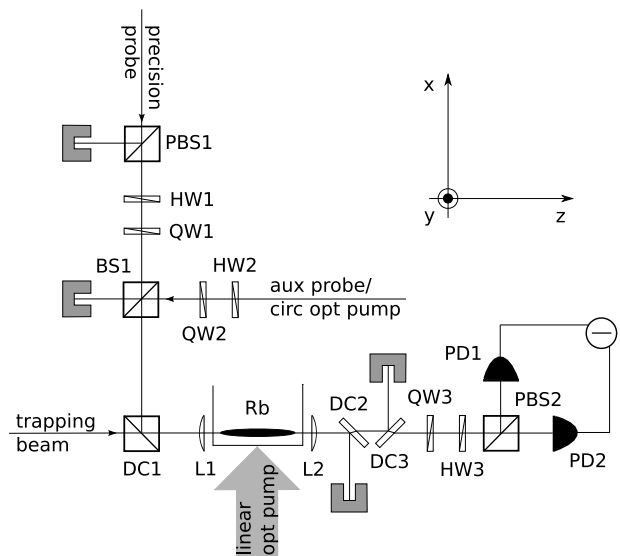 precision
probe
PBS1
x
HW1
y
z
QW1
BS1
HW2
aux probe/
circ opt pump
QW2
PD1
DC2
QW3
PBS2
Rb
trapping
beam
DC1
L1
L2
DC3
HW3
PD2
linear
opt pump